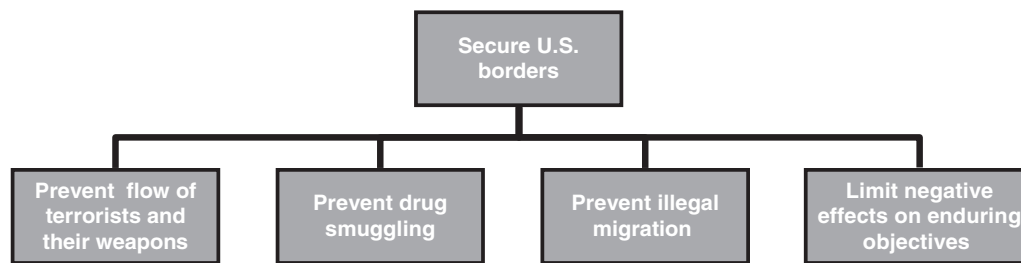 Secure U.S.
borders
Prevent flow of
terrorists and
their weapons
Prevent drug
smuggling
Prevent illegal
migration
Limit negative
effects on enduring
objectives